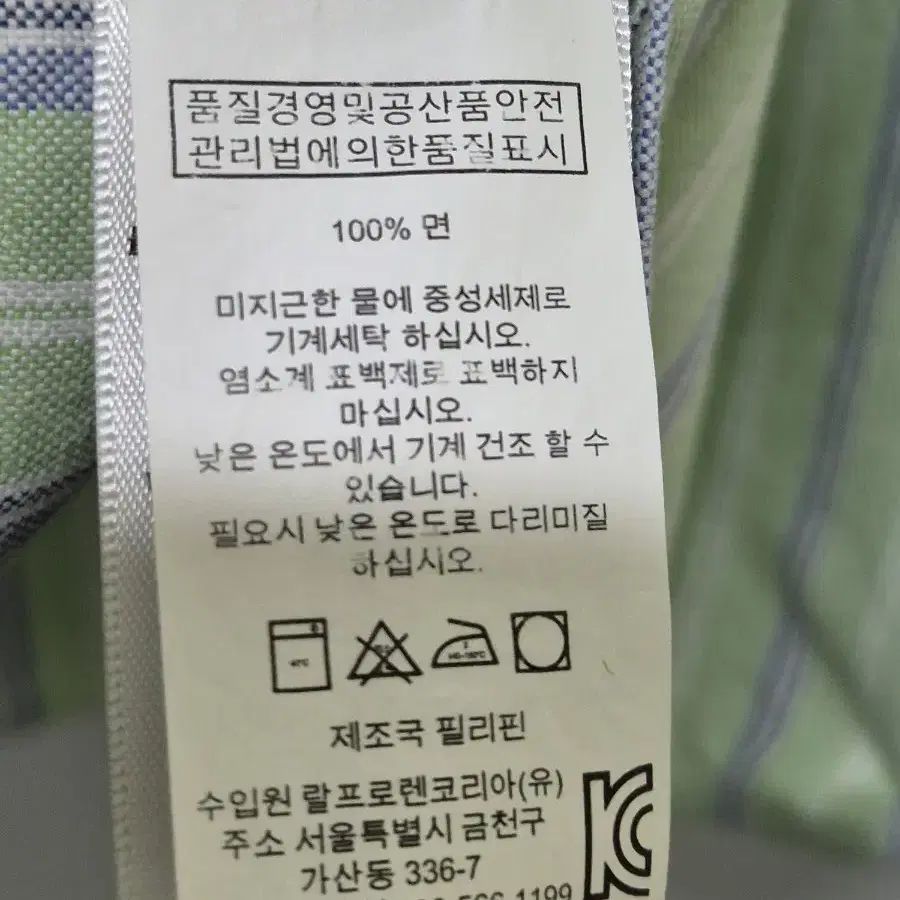 품질경영및공산품안전
관리법에의한품질표시
100% 면
미지근한 물에 중성세제로
기계세탁 하십시오.
염소계 표백제로 표백하지
마십시오.
낮은 온도에서 기계 건조 할 수
있습니다.
필요시 낮은 온도로 다리미질
하십시오.
제조국 필리핀
수입원 랄프로렌코리아(유)
주소 서울특별시 금천구
가산동 336-7